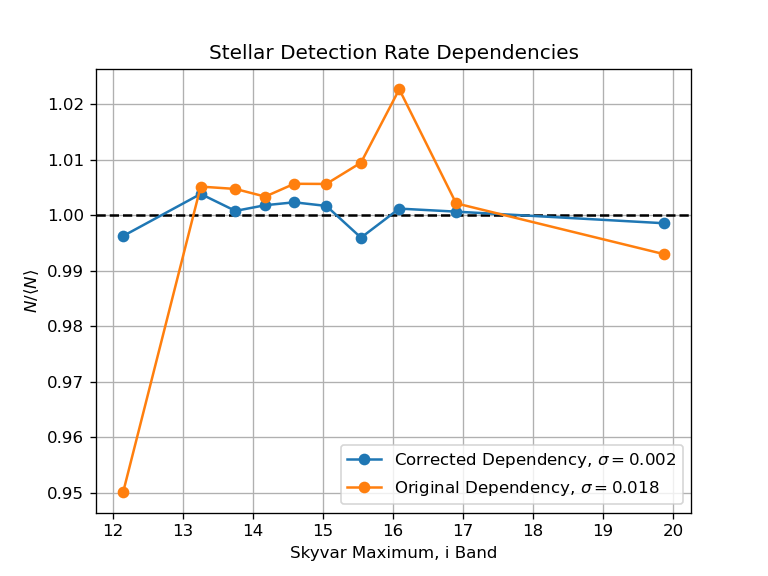 Stellar Detection Rate Dependencies
N/⟨N⟩
1.02
1.01
1.00
0.99
0.98
0.97
0.96
0.95
12 13 14 15 16 17 18 19 20
Skyvar Maximum, i Band
Corrected Dependency, σ = 0.002
Original Dependency, σ = 0.018